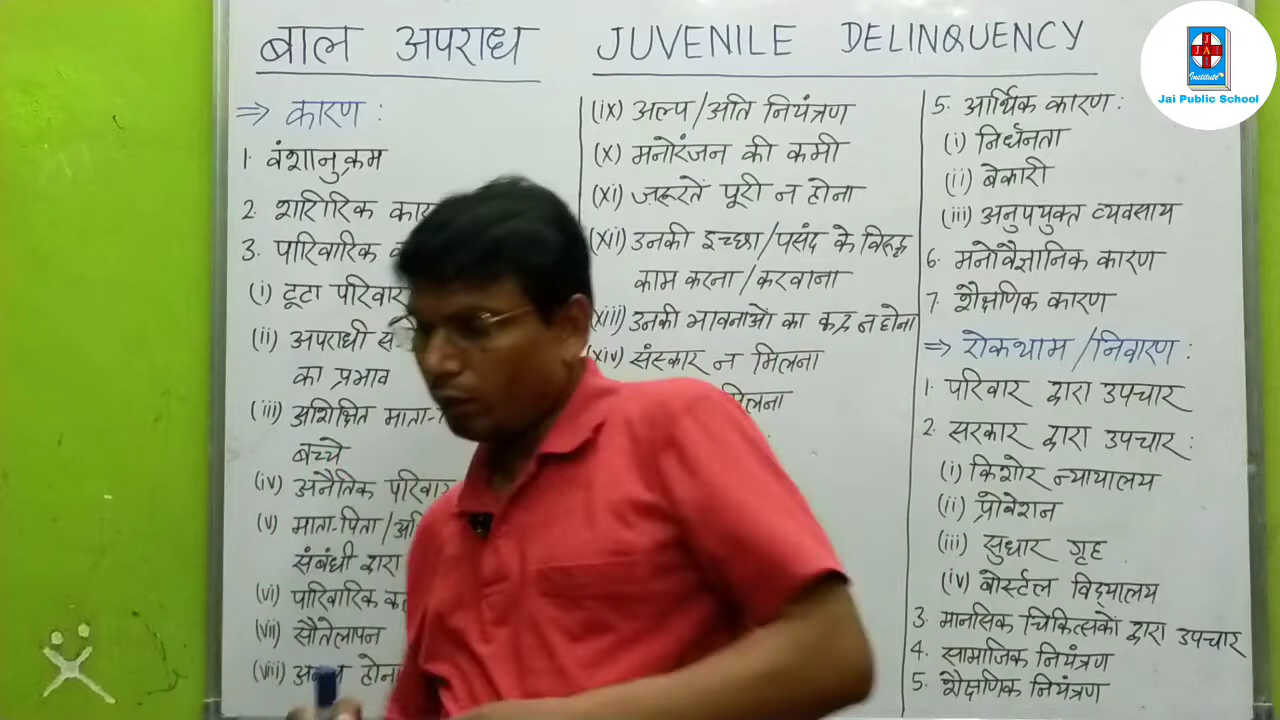 बाल अपराध JUVENILE DELINQUENCY
⇒ कारण :
1. वंशानुक्रम
2. शारीरिक
3. पारिवारिक
(i) टूटा परिवार
(ii) अपराधी
का प्रभाव
(iii) अशिक्षित माता-
बच्चे
(iv) अनैतिक परिवार
(v) माता-पिता/
संबंधी द्वारा
(vi) पारिवारिक
(vii) सौतेलापन
(viii) होना
(ix) अल्प/अति नियंत्रण
(x) मनोरंजन की कमी
(xi) ज़रूरतें पूरी न होना
(xii) उनकी इच्छा/पसंद के विरूद्ध
काम करना/करवाना
(xiii) उनकी भावनाओं का कद्र न होना
(xiv) संस्कार न मिलना
मिलना
5. आर्थिक कारण :
(i) निर्धनता
(ii) बेकारी
(iii) अनुपयुक्त व्यवसाय
6. मनोवैज्ञानिक कारण
7. शैक्षणिक कारण
⇒ रोकथाम/निवारण :
1. परिवार द्वारा उपचार
2. सरकार द्वारा उपचार :
(i) किशोर न्यायालय
(ii) प्रोवेशन
(iii) सुधार गृह
(iv) बोर्स्टल विद्यालय
3. मानसिक चिकित्सकों द्वारा उपचार
4. सामाजिक नियंत्रण
5. शैक्षणिक नियंत्रण
JAI
Institute
Jai Public School